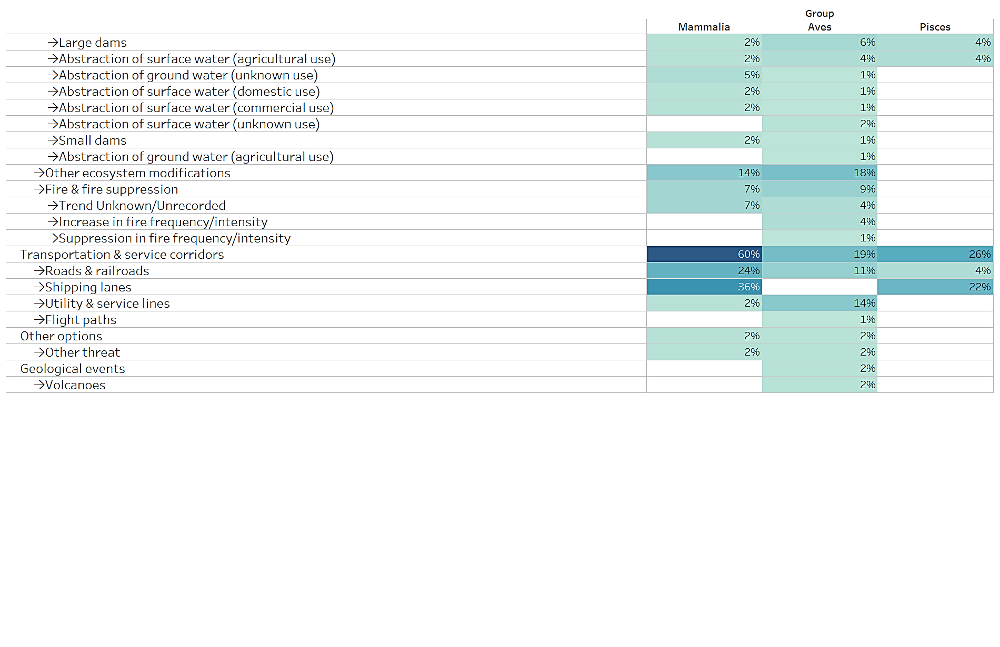 Group
Mammalia Aves Pisces
→Large dams 2% 6% 4%
→Abstraction of surface water (agricultural use) 2% 4% 4%
→Abstraction of ground water (unknown use) 5% 1%
→Abstraction of surface water (domestic use) 2% 1%
→Abstraction of surface water (commercial use) 2% 1%
→Abstraction of surface water (unknown use) 2%
→Small dams 2% 1%
→Abstraction of ground water (agricultural use) 1%
→Other ecosystem modifications 14% 18%
→Fire & fire suppression 7% 9%
→Trend Unknown/Unrecorded 7% 4%
→Increase in fire frequency/intensity 4%
→Suppression in fire frequency/intensity 1%
Transportation & service corridors 60% 19% 26%
→Roads & railroads 24% 11% 4%
→Shipping lanes 36% 22%
→Utility & service lines 2% 14%
→Flight paths 1%
Other options 2% 2%
→Other threat 2% 2%
Geological events 2%
→Volcanoes 2%